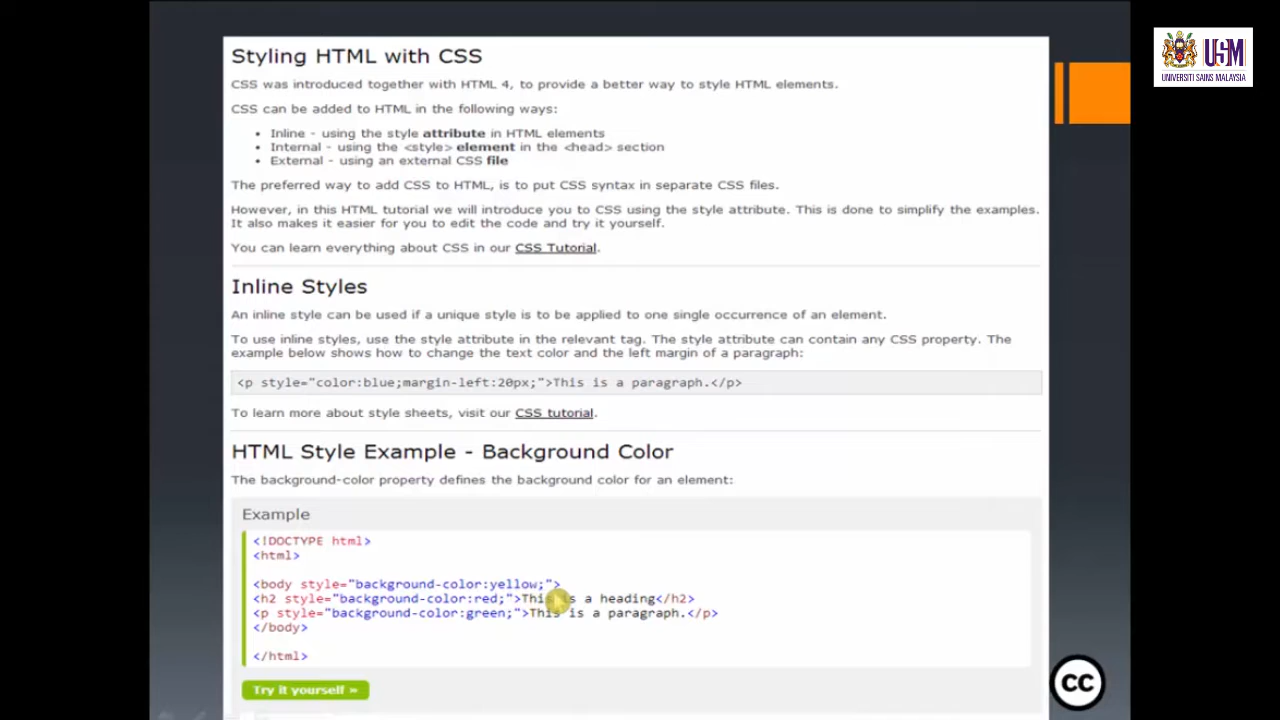 Styling HTML with CSS
CSS was introduced together with HTML 4, to provide a better way to style HTML elements.
CSS can be added to HTML in the following ways:
• Inline - using the style attribute in HTML elements
• Internal - using the <style> element in the <head> section
• External - using an external CSS file
The preferred way to add CSS to HTML, is to put CSS syntax in separate CSS files.
However, in this HTML tutorial we will introduce you to CSS using the style attribute. This is done to simplify the examples.
It also makes it easier for you to edit the code and try it yourself.
You can learn everything about CSS in our CSS Tutorial.
Inline Styles
An inline style can be used if a unique style is to be applied to one single occurrence of an element.
To use inline styles, use the style attribute in the relevant tag. The style attribute can contain any CSS property. The
example below shows how to change the text color and the left margin of a paragraph:
<p style="color:blue;margin-left:20px;">This is a paragraph.</p>
To learn more about style sheets, visit our CSS tutorial.
HTML Style Example - Background Color
The background-color property defines the background color for an element:
Example
<!DOCTYPE html>
<html>
<body style="background-color:yellow;">
<h2 style="background-color:red;">This is a heading</h2>
<p style="background-color:green;">This is a paragraph.</p>
</body>
</html>
Try it yourself »
USM
UNIVERSITI SAINS MALAYSIA
CC